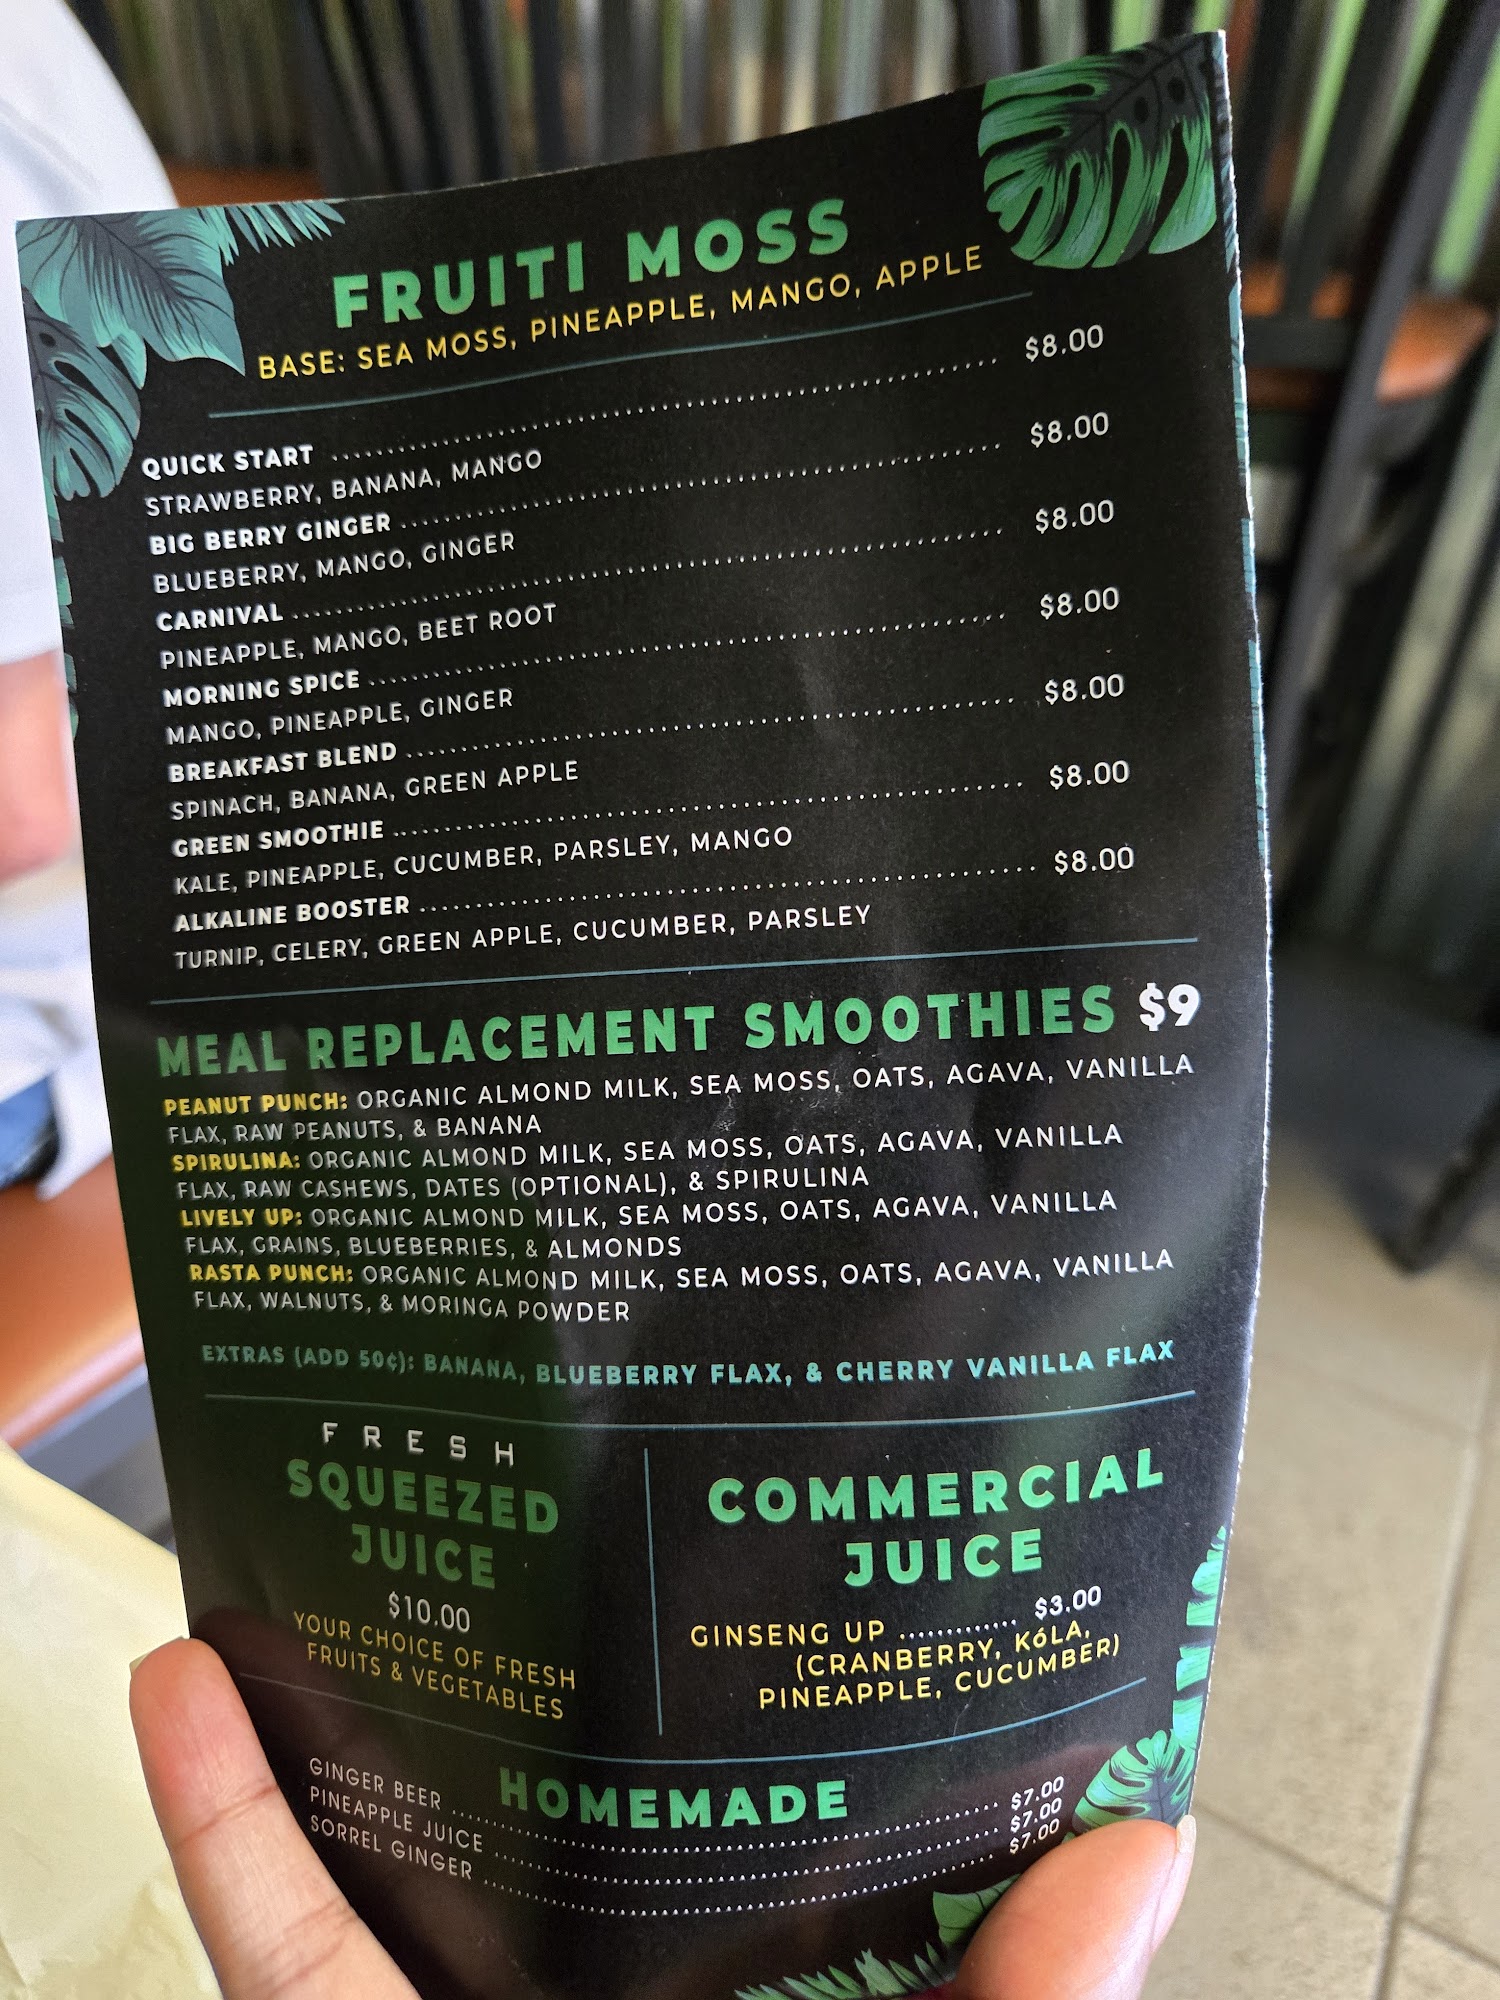 FRUITI MOSS
BASE: SEA MOSS, PINEAPPLE, MANGO, APPLE
QUICK START ........ $8.00
STRAWBERRY, BANANA, MANGO
BIG BERRY GINGER ........ $8.00
BLUEBERRY, MANGO, GINGER
CARNIVAL ........ $8.00
PINEAPPLE, MANGO, BEET ROOT
MORNING SPICE ........ $8.00
MANGO, PINEAPPLE, GINGER
BREAKFAST BLEND ........ $8.00
SPINACH, BANANA, GREEN APPLE
GREEN SMOOTHIE ........ $8.00
KALE, PINEAPPLE, CUCUMBER, PARSLEY, MANGO
ALKALINE BOOSTER ........ $8.00
TURNIP, CELERY, GREEN APPLE, CUCUMBER, PARSLEY
MEAL REPLACEMENT SMOOTHIES $9
PEANUT PUNCH: ORGANIC ALMOND MILK, SEA MOSS, OATS, AGAVA, VANILLA
FLAX, RAW PEANUTS, & BANANA
SPIRULINA: ORGANIC ALMOND MILK, SEA MOSS, OATS, AGAVA, VANILLA
FLAX, RAW CASHEWS, DATES (OPTIONAL), & SPIRULINA
LIVELY UP: ORGANIC ALMOND MILK, SEA MOSS, OATS, AGAVA, VANILLA
FLAX, GRAINS, BLUEBERRIES, & ALMONDS
RASTA PUNCH: ORGANIC ALMOND MILK, SEA MOSS, OATS, AGAVA, VANILLA
FLAX, WALNUTS, & MORINGA POWDER
EXTRAS (ADD 50¢): BANANA, BLUEBERRY FLAX, & CHERRY VANILLA FLAX
FRESH
SQUEEZED
JUICE
$10.00
YOUR CHOICE OF FRESH
FRUITS & VEGETABLES
COMMERCIAL
JUICE
GINSENG UP ........ $3.00
(CRANBERRY, KóLA,
PINEAPPLE, CUCUMBER)
HOMEMADE
GINGER BEER ........ $7.00
PINEAPPLE JUICE ........ $7.00
SORREL GINGER ........ $7.00